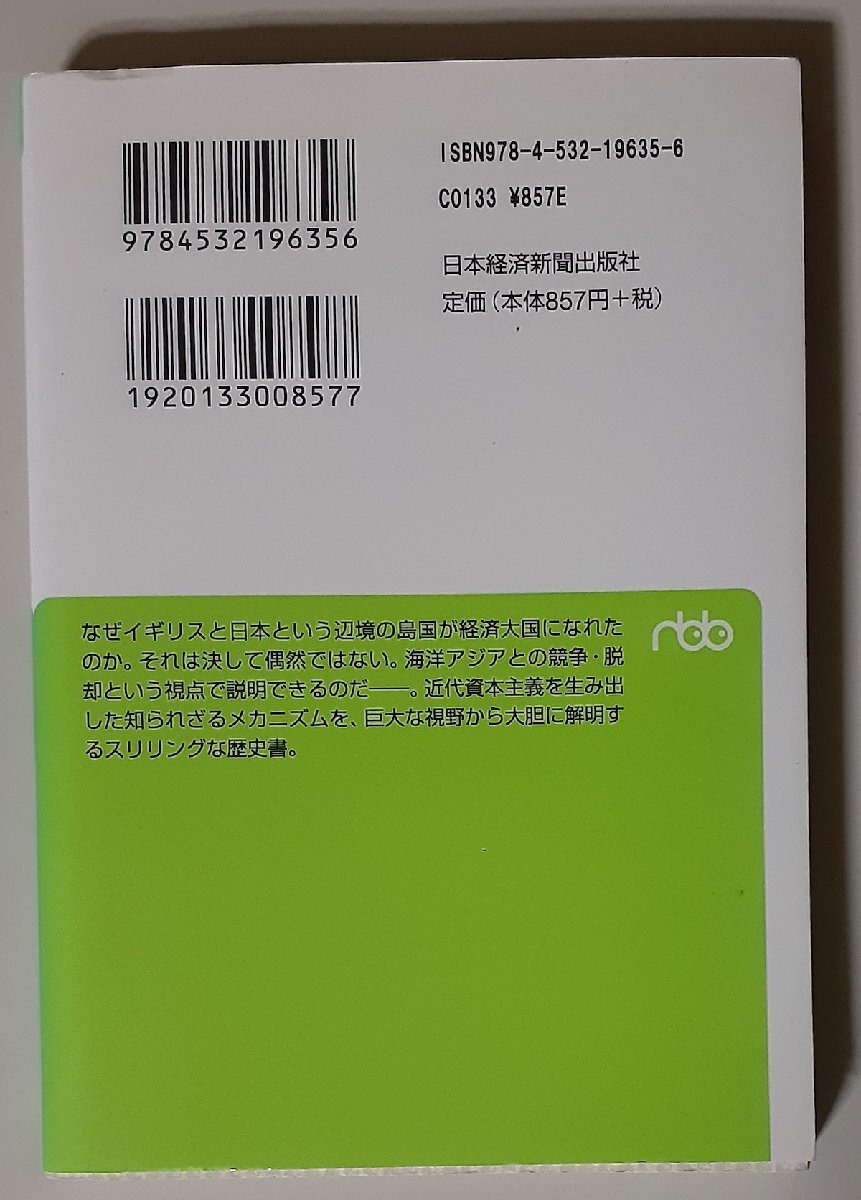 9784532196356
1920133008577
ISBN978-4-532-19635-6
C0133 ¥857E
日本経済新聞出版社
定価(本体857円+税)
なぜイギリスと日本という辺境の島国が経済大国になれた
のか。それは決して偶然ではない。海洋アジアとの競争・脱
却という視点で説明できるのだ――。近代資本主義を生み出
した知られざるメカニズムを、巨大な視野から大胆に解明す
るスリリングな歴史書。
nbb